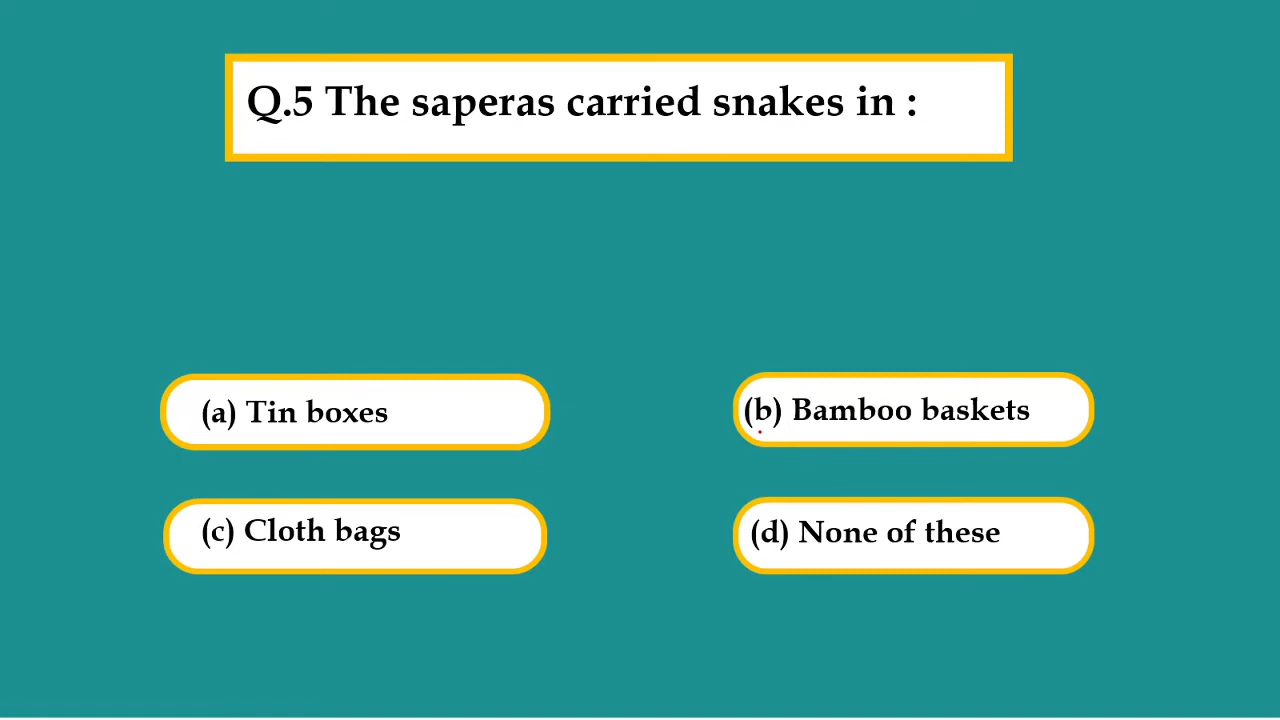 Q.5 The saperas carried snakes in :
(a) Tin boxes
(b) Bamboo baskets
(c) Cloth bags
(d) None of these